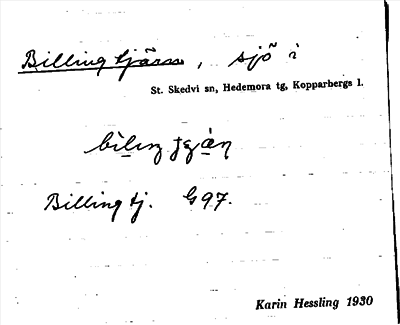 Billingtjärn, sjö i
St. Skedvi sn, Hedemora tg, Kopparbergs l.
Billingtj. G97.
Karin Hessling 1930